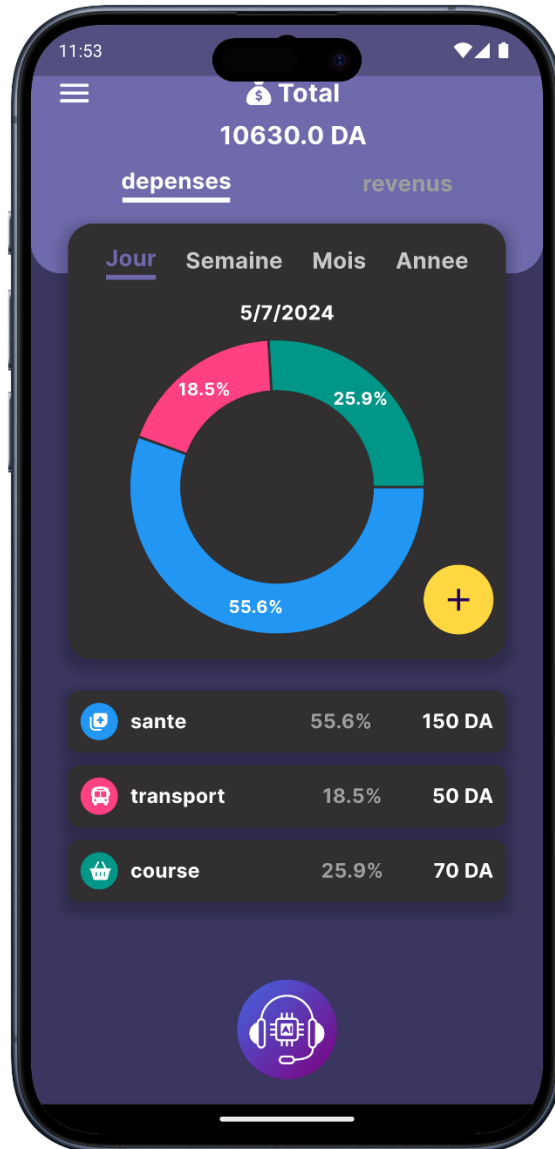 11:53
Total
10630.0 DA
depenses revenus
Jour Semaine Mois Annee
5/7/2024
18.5% 25.9%
55.6%
+
sante 55.6% 150 DA
transport 18.5% 50 DA
course 25.9% 70 DA
AI